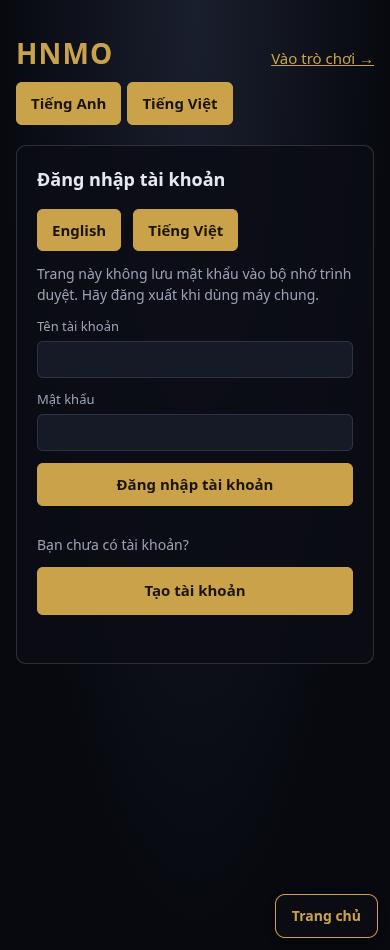 HNMO
Vào trò chơi →
Tiếng Anh
Tiếng Việt
Đăng nhập tài khoản
English
Tiếng Việt
Trang này không lưu mật khẩu vào bộ nhớ trình
duyệt. Hãy đăng xuất khi dùng máy chung.
Tên tài khoản
Mật khẩu
Đăng nhập tài khoản
Bạn chưa có tài khoản?
Tạo tài khoản
Trang chủ